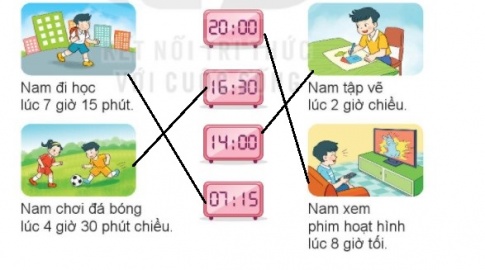 20:00
KẾT NỐI TRI THỨC
VỚI CUỘC SỐNG
Nam đi học
lúc 7 giờ 15 phút.
16:30
Nam tập vẽ
lúc 2 giờ chiều.
14:00
07:15
Nam chơi đá bóng
lúc 4 giờ 30 phút chiều.
Nam xem
phim hoạt hình
lúc 8 giờ tối.